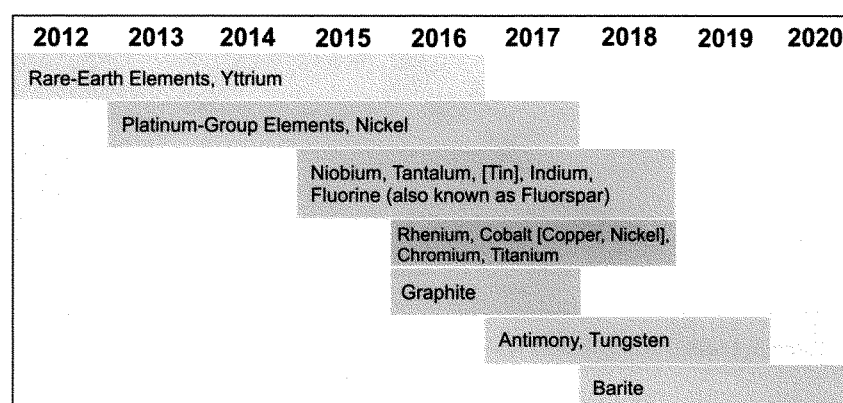 2012 2013 2014 2015 2016 2017 2018 2019 2020
Rare-Earth Elements, Yttrium
Platinum-Group Elements, Nickel
Niobium, Tantalum, [Tin], Indium,
Fluorine (also known as Fluorspar)
Rhenium, Cobalt [Copper, Nickel],
Chromium, Titanium
Graphite
Antimony, Tungsten
Barite